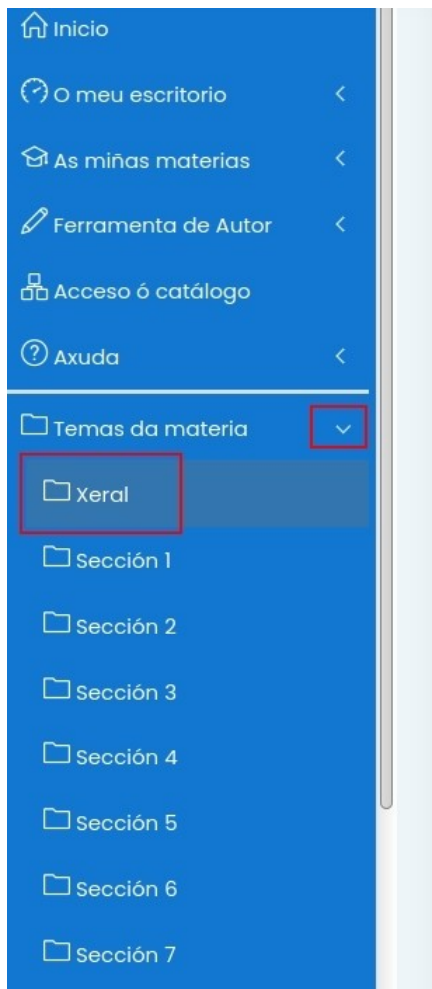 Inicio
O meu escritorio
As miñas materias
Ferramenta de Autor
Acceso ó catálogo
Axuda
Temas da materia
Xeral
Sección 1
Sección 2
Sección 3
Sección 4
Sección 5
Sección 6
Sección 7